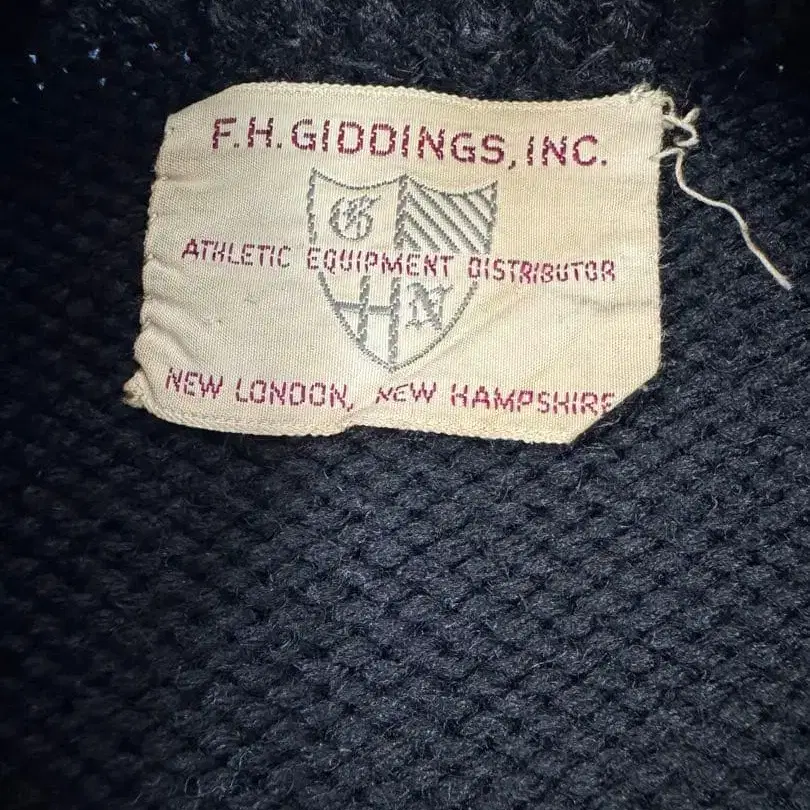 F.H. GIDDINGS, INC.
G
ATHLETIC EQUIPMENT DISTRIBUTOR
H N
NEW LONDON, NEW HAMPSHIRE